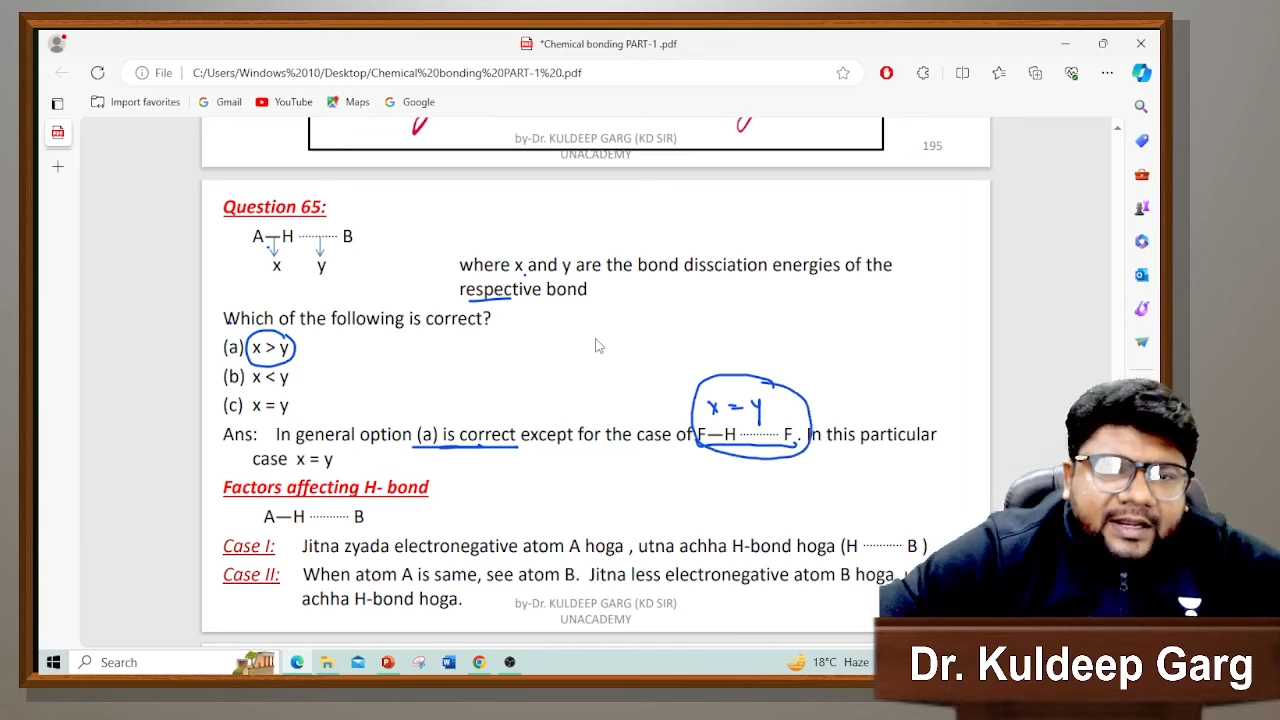 *Chemical bonding PART-1 .pdf
File C:/Users/Windows%2010/Desktop/Chemical%20bonding%20PART-1%20.pdf
Import favorites Gmail YouTube Maps Google
by-Dr. KULDEEP GARG (KD SIR)
UNACADEMY
195
Question 65:
A—H ··········· B
x y
where x and y are the bond dissciation energies of the
respective bond
Which of the following is correct?
(a) x > y
(b) x < y
(c) x = y
x = y
Ans: In general option (a) is correct except for the case of F—H ··········· F . In this particular
case x = y
Factors affecting H- bond
A—H ··········· B
Case I: Jitna zyada electronegative atom A hoga , utna achha H-bond hoga (H ··········· B )
Case II: When atom A is same, see atom B. Jitna less electronegative atom B hoga,
achha H-bond hoga.
by-Dr. KULDEEP GARG (KD SIR)
UNACADEMY
Search
18°C Haze
Dr. Kuldeep Garg